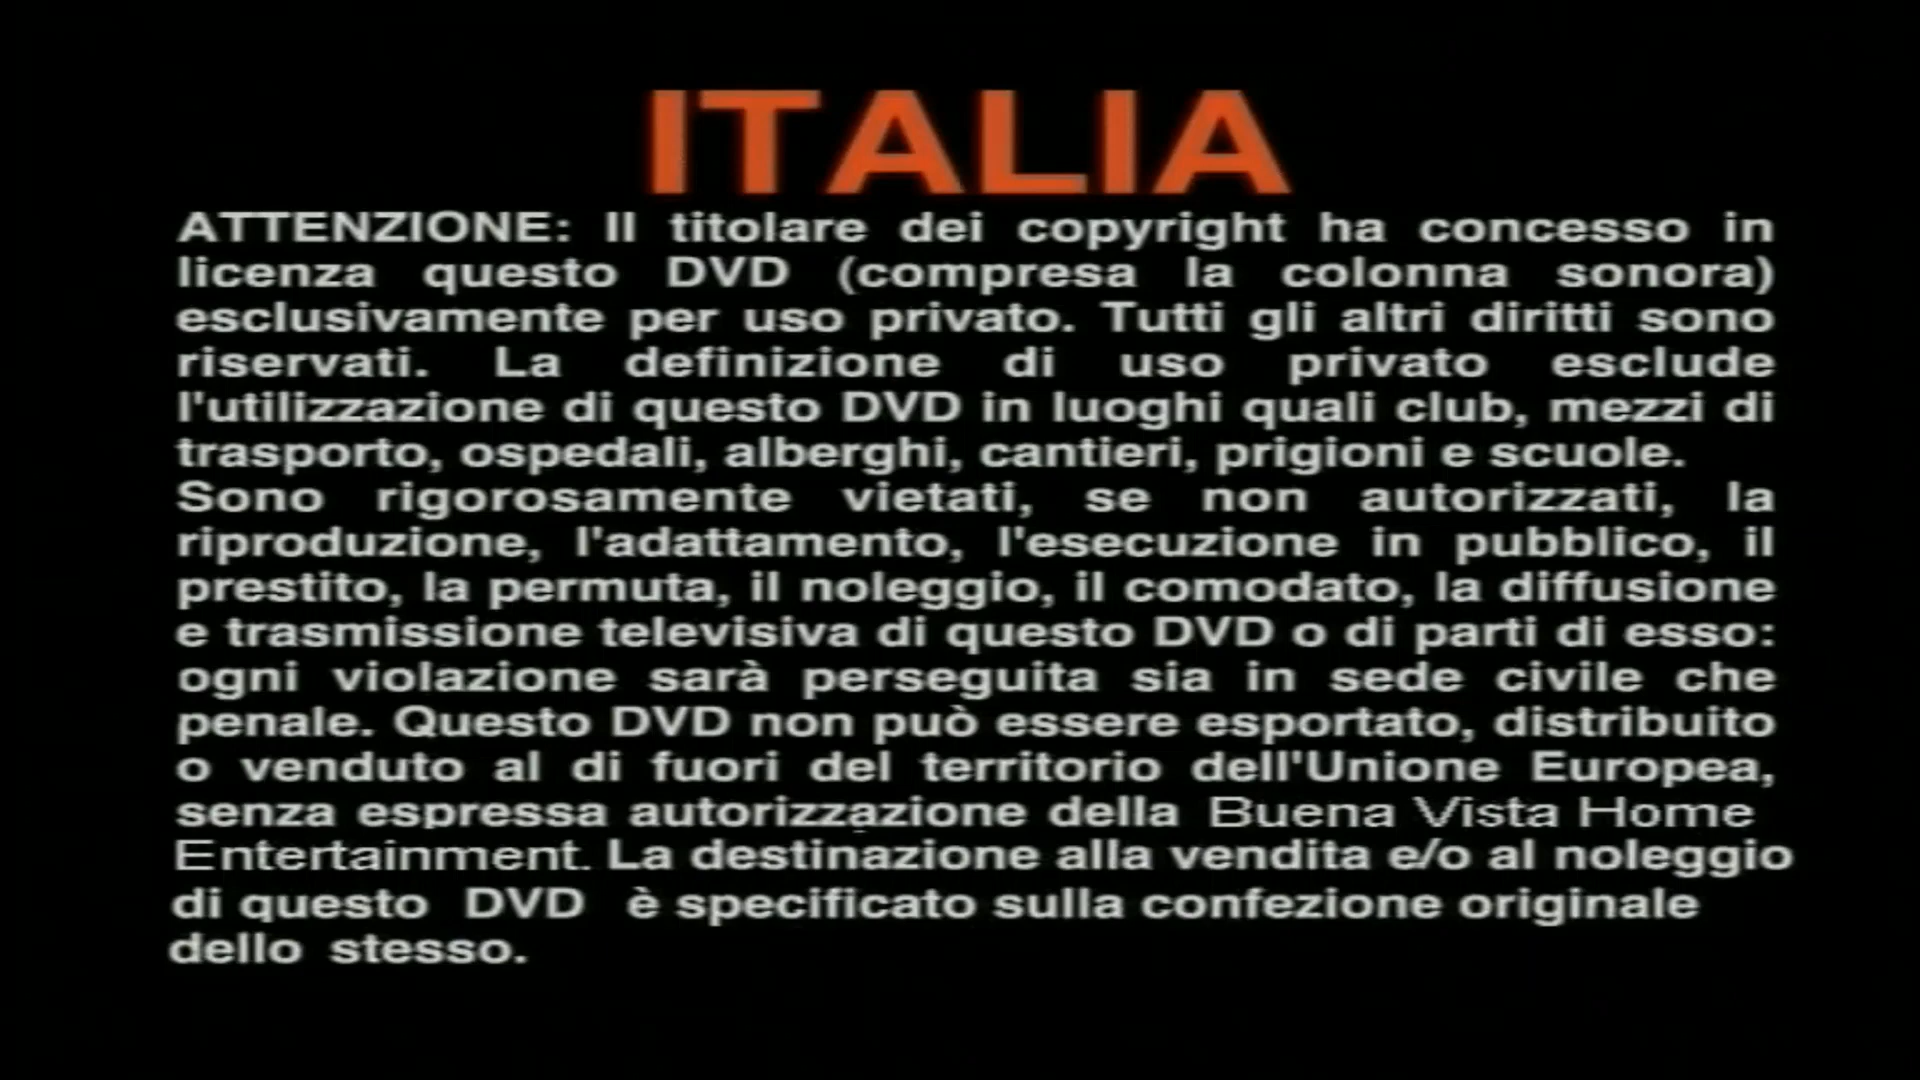 ITALIA
ATTENZIONE: Il titolare dei copyright ha concesso in
licenza questo DVD (compresa la colonna sonora)
esclusivamente per uso privato. Tutti gli altri diritti sono
riservati. La definizione di uso privato esclude
l'utilizzazione di questo DVD in luoghi quali club, mezzi di
trasporto, ospedali, alberghi, cantieri, prigioni e scuole.
Sono rigorosamente vietati, se non autorizzati, la
riproduzione, l'adattamento, l'esecuzione in pubblico, il
prestito, la permuta, il noleggio, il comodato, la diffusione
e trasmissione televisiva di questo DVD o di parti di esso:
ogni violazione sarà perseguita sia in sede civile che
penale. Questo DVD non può essere esportato, distribuito
o venduto al di fuori del territorio dell'Unione Europea,
senza espressa autorizzazione della Buena Vista Home
Entertainment. La destinazione alla vendita e/o al noleggio
di questo DVD è specificato sulla confezione originale
dello stesso.